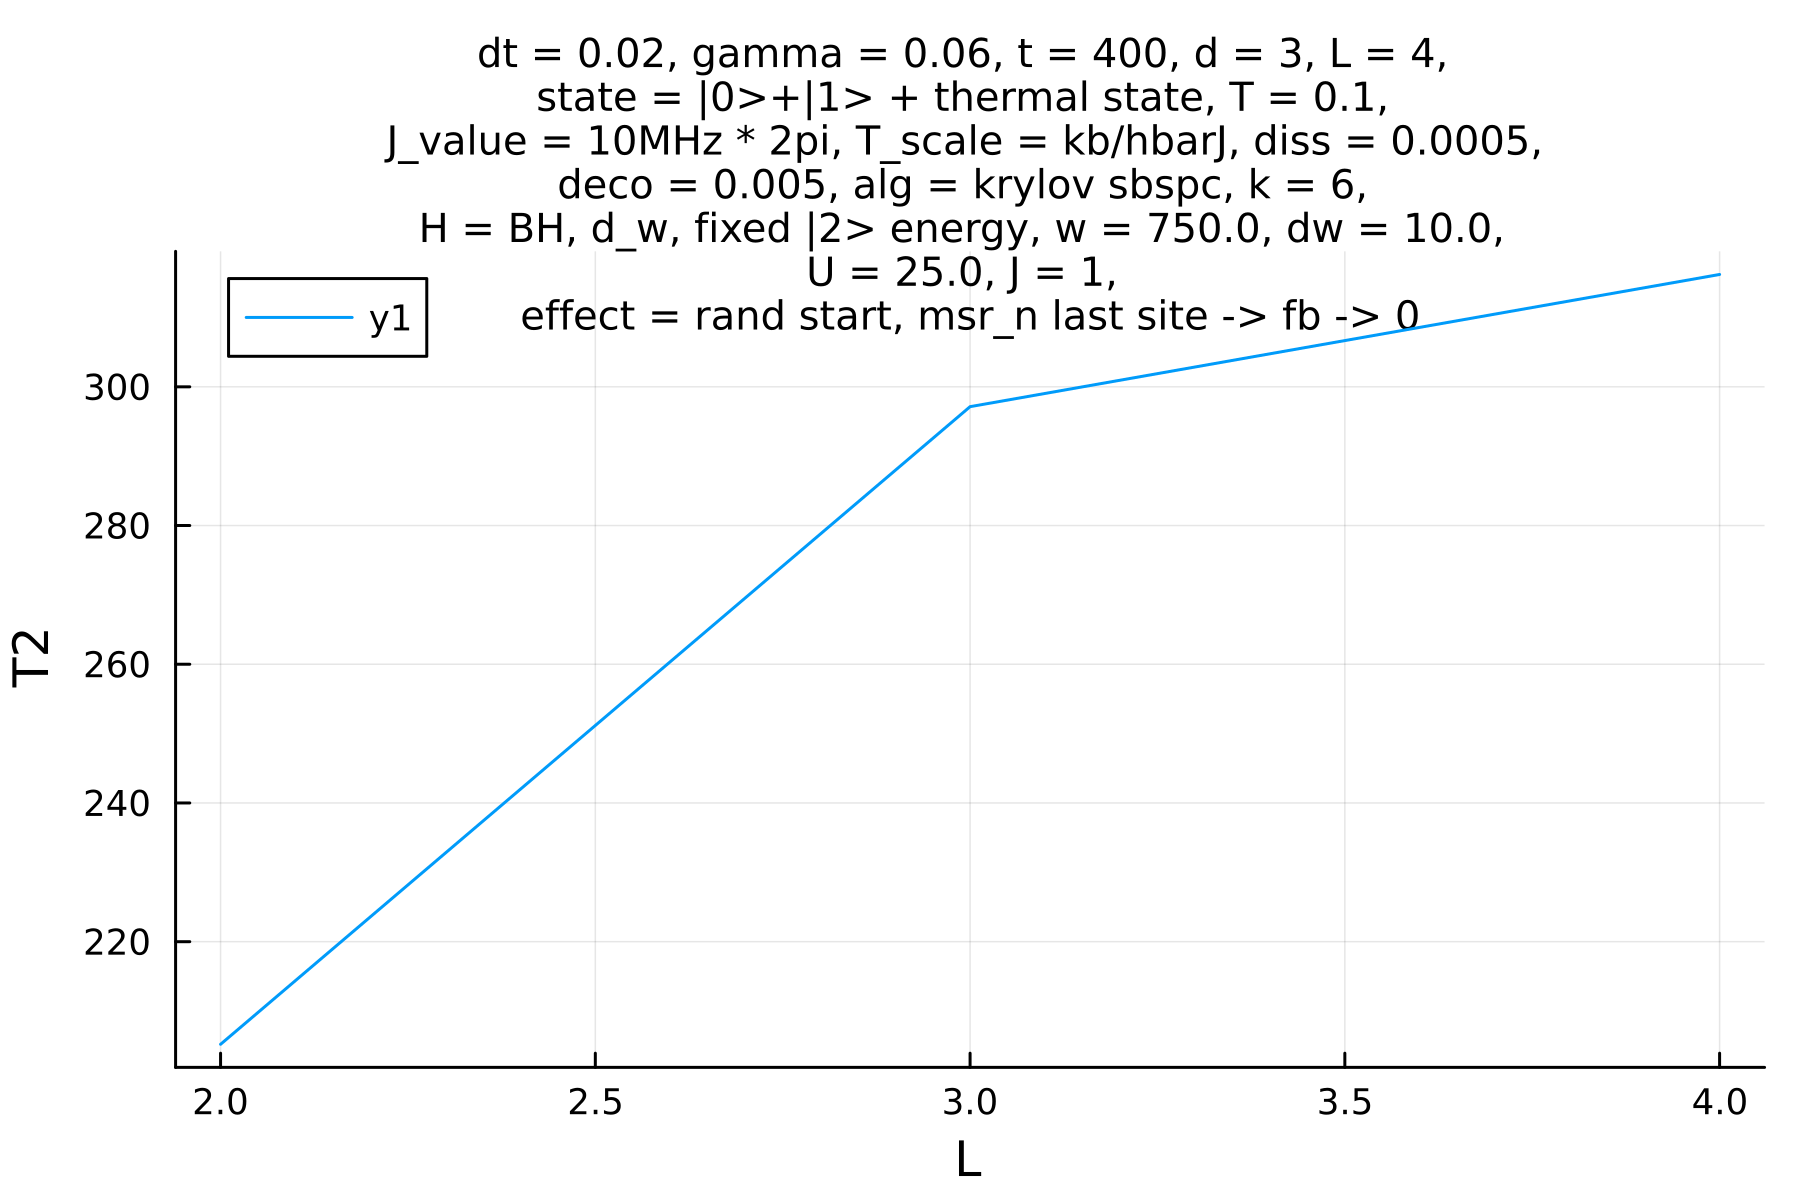 dt = 0.02, gamma = 0.06, t = 400, d = 3, L = 4,
state = |0>+|1> + thermal state, T = 0.1,
J_value = 10MHz * 2pi, T_scale = kb/hbarJ, diss = 0.0005,
deco = 0.005, alg = krylov sbspc, k = 6,
H = BH, d_w, fixed |2> energy, w = 750.0, dw = 10.0,
U = 25.0, J = 1,
effect = rand start, msr_n last site -> fb -> 0
y1
300
280
260
240
220
T2
2.0 2.5 3.0 3.5 4.0
L